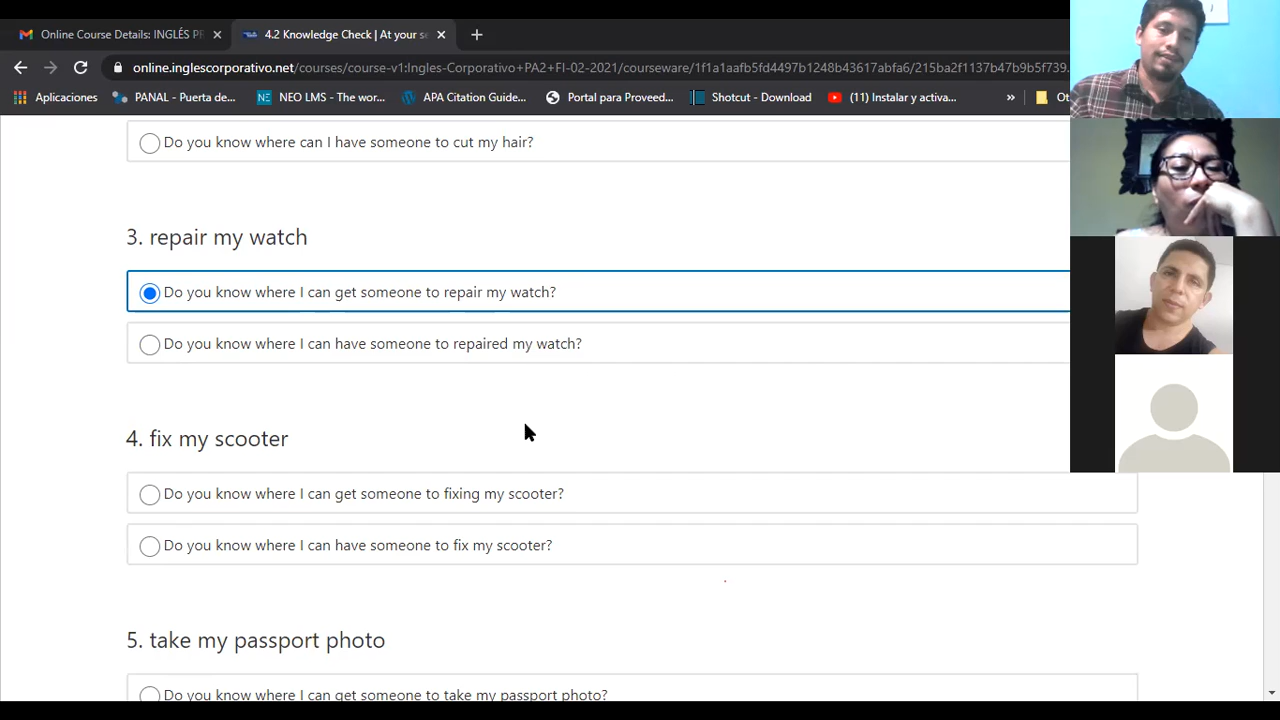 Online Course Details: INGLÉS PE
4.2 Knowledge Check | At your se
online.inglescorporativo.net/courses/course-v1:Ingles-Corporativo+PA2+FI-02-2021/courseware/1f1a1aafb5fd4497b1248b43617abfa6/215ba2f1137b47b9b5f739
Aplicaciones
PANAL - Puerta de...
NEO LMS - The wor...
APA Citation Guide...
Portal para Proveed...
Shotcut - Download
(11) Instalar y activa...
»
Ot
Do you know where can I have someone to cut my hair?
3. repair my watch
Do you know where I can get someone to repair my watch?
Do you know where I can have someone to repaired my watch?
4. fix my scooter
Do you know where I can get someone to fixing my scooter?
Do you know where I can have someone to fix my scooter?
5. take my passport photo
Do you know where I can get someone to take my passport photo?